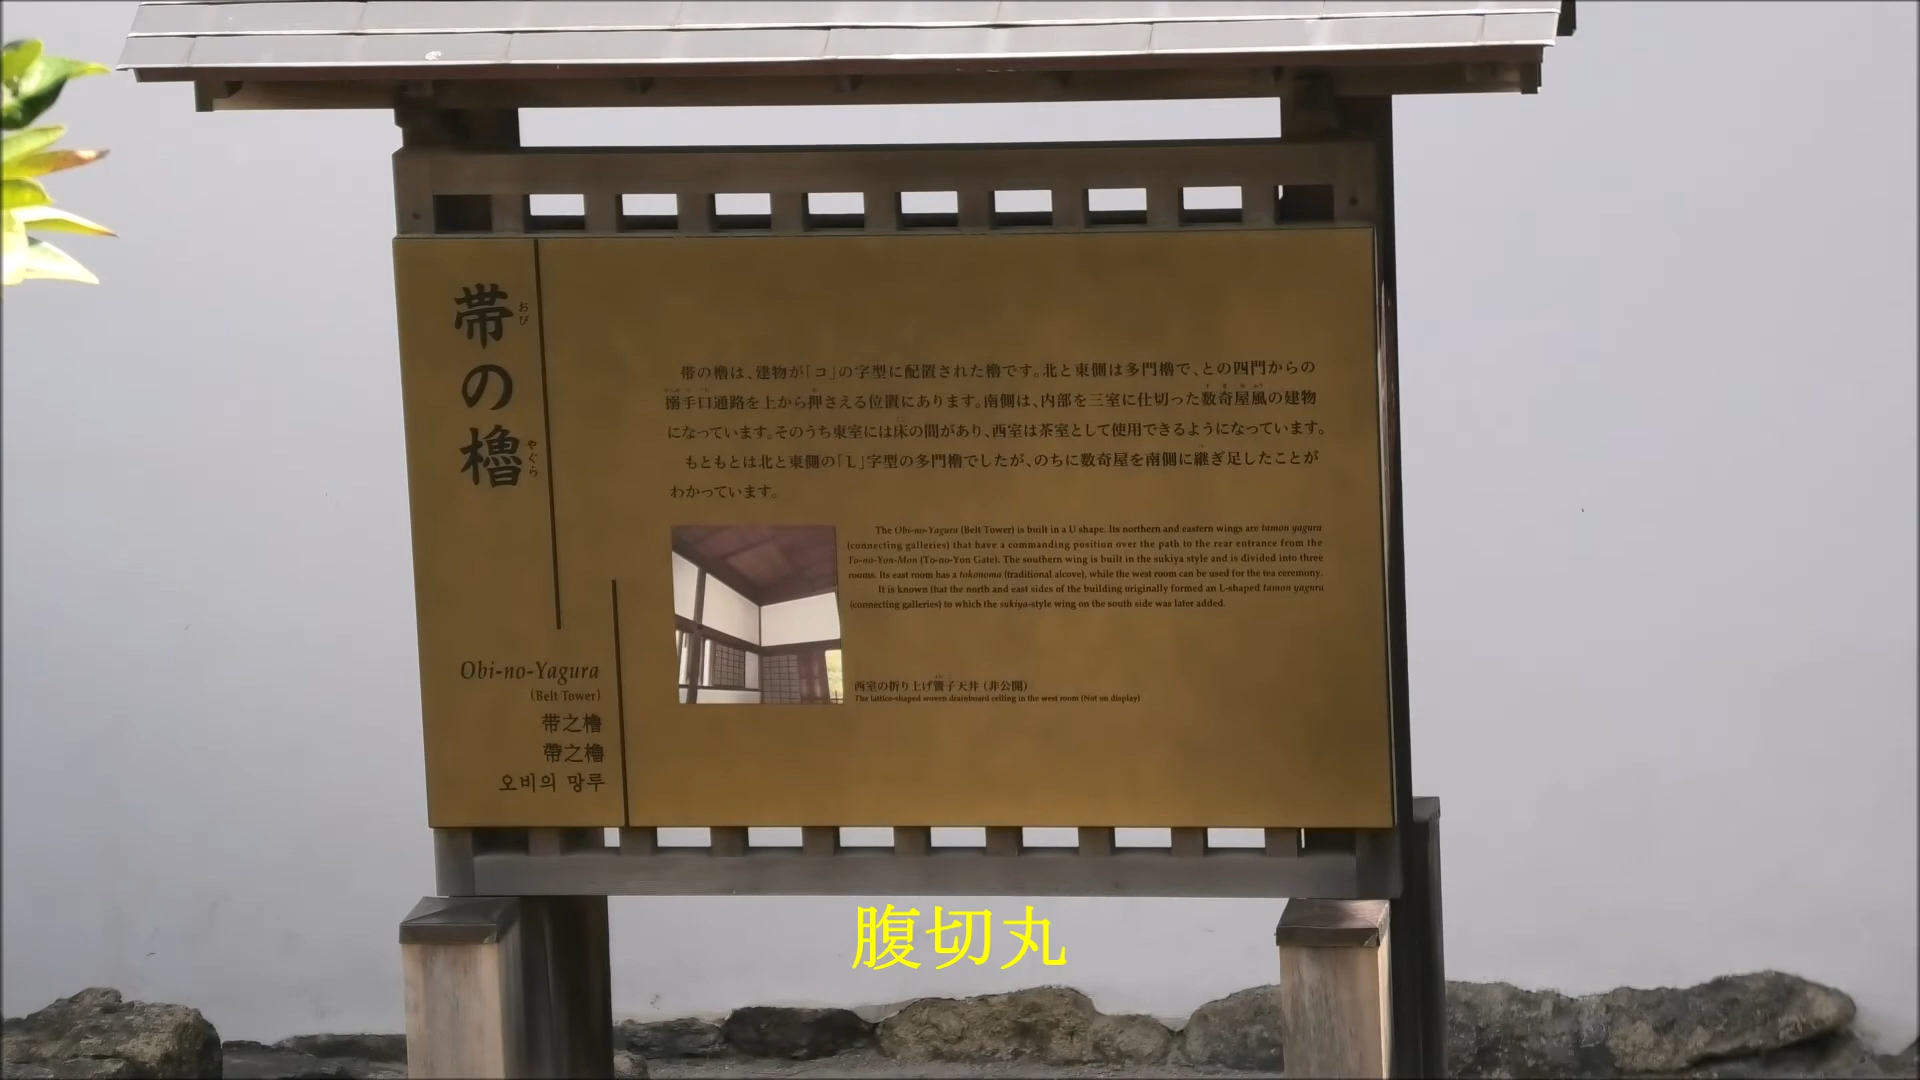 帯の櫓
おび
やぐら
帯の櫓は、建物が「コ」の字型に配置された櫓です。北と東側は多門櫓で、との四門からの
搦手口通路を上から押さえる位置にあります。南側は、内部を三室に仕切った数奇屋風の建物
になっています。そのうち東室には床の間があり、西室は茶室として使用できるようになっています。
もともとは北と東側の「L」字型の多門櫓でしたが、のちに数奇屋を南側に継ぎ足したことが
わかっています。
The Obi-no-Yagura (Belt Tower) is built in a U shape. Its northern and eastern wings are tamon yagura
(connecting galleries) that have a commanding position over the path to the rear entrance from the
To-no-Yon-Mon (To-no-Yon Gate). The southern wing is built in the sukiya style and is divided into three
rooms. Its east room has a tokonoma (traditional alcove), while the west room can be used for the tea ceremony.
It is known that the north and east sides of the building originally formed an L-shaped tamon yagura
(connecting galleries) to which the sukiya-style wing on the south side was later added.
西室の折り上げ簀子天井（非公開）
The lattice-shaped woven drainboard ceiling in the west room (Not on display)
Obi-no-Yagura
(Belt Tower)
带之橹
帶之櫓
오비의 망루
腹切丸